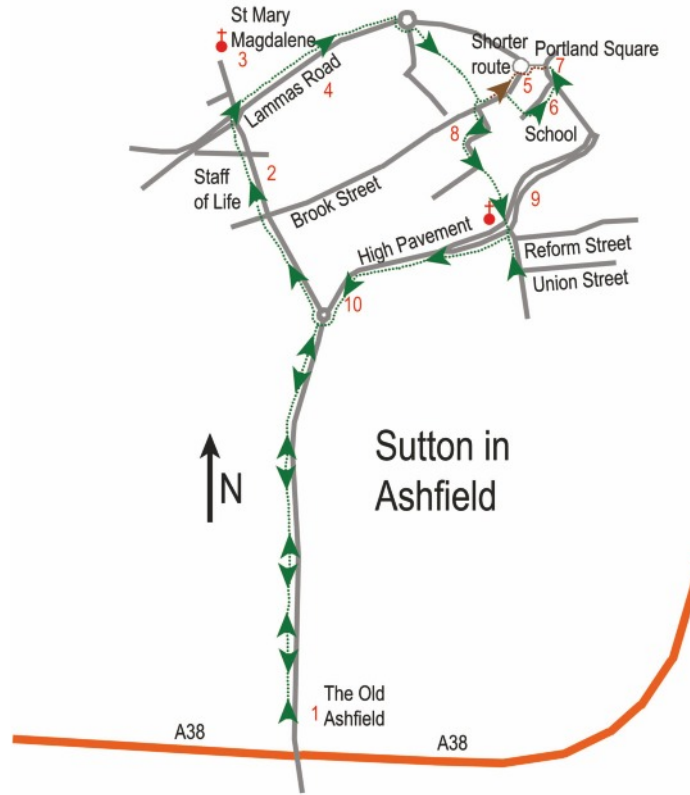 St Mary
Magdalene
3
Lammas Road
4
Shorter
route
Portland Square
7
5
6
School
8
2
Staff
of Life
Brook Street
9
High Pavement
Reform Street
Union Street
10
N
Sutton in
Ashfield
1
The Old
Ashfield
A38
A38